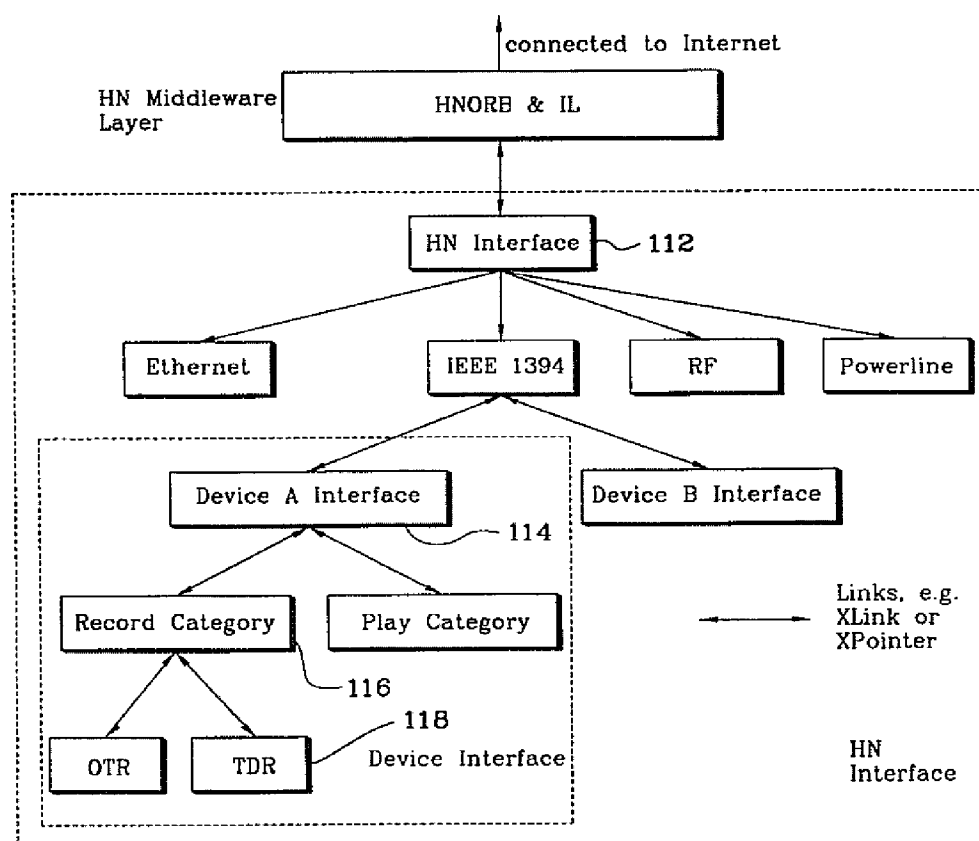 connected to Internet
HN Middleware
Layer
HNORB & IL
HN Interface
112
Ethernet
IEEE 1394
RF
Powerline
Device A Interface
Device B Interface
114
Record Category
Play Category
Links, e.g.
XLink or
XPointer
116
118
OTR
TDR
Device Interface
HN
Interface